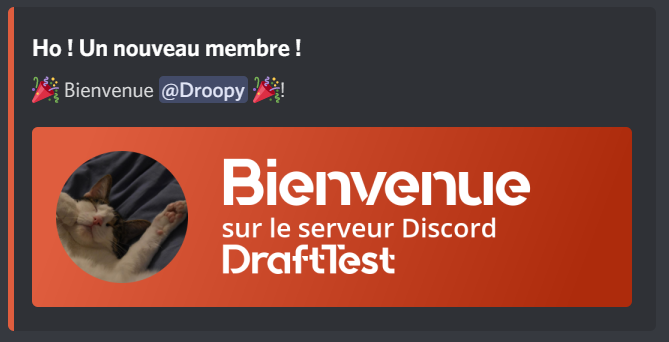 Ho ! Un nouveau membre !
🎉 Bienvenue @Droopy 🎉!
Bienvenue
sur le serveur Discord
DraftTest